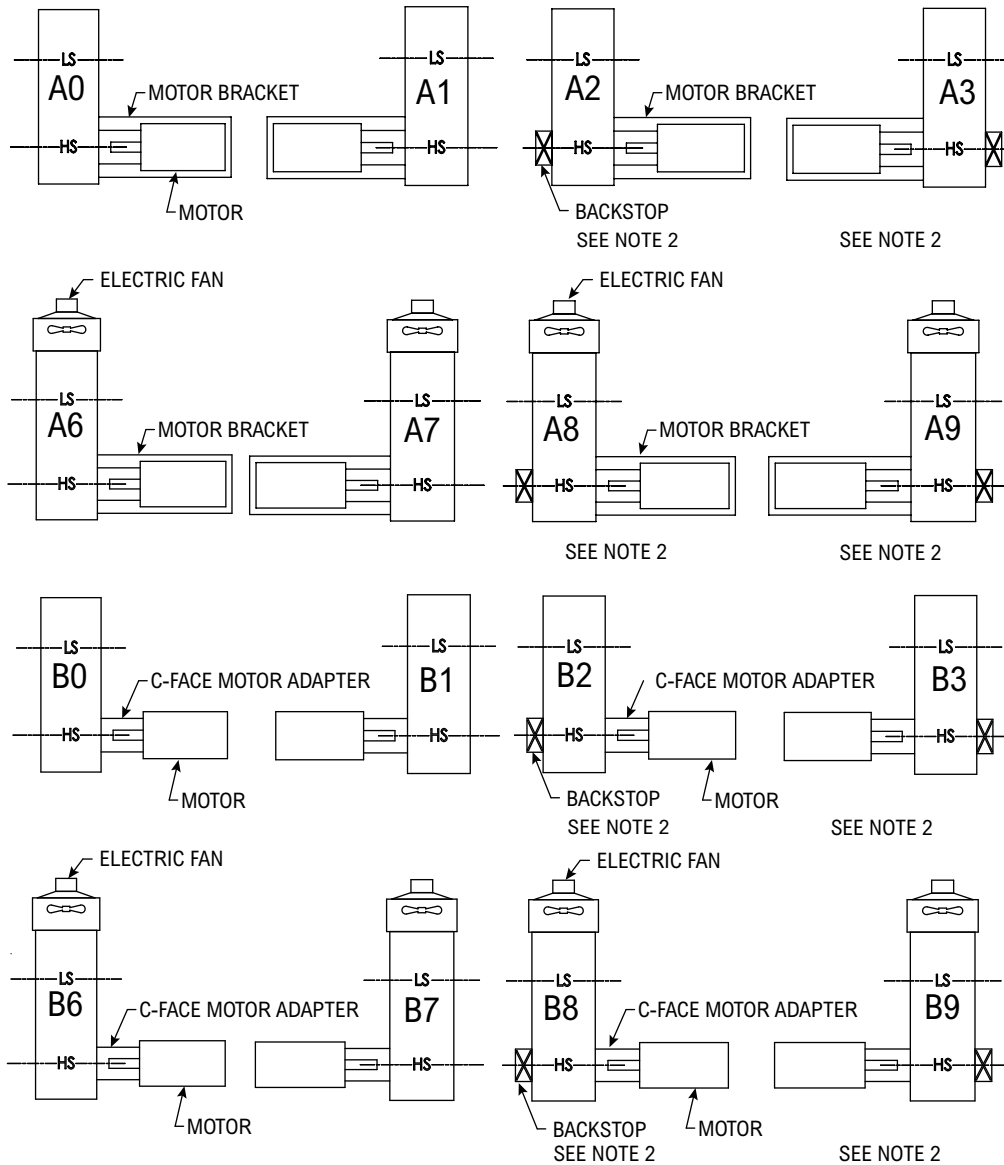 LS LS LS LS
A0 A1 A2 A3
MOTOR BRACKET MOTOR BRACKET
HS HS HS HS
MOTOR BACKSTOP
SEE NOTE 2 SEE NOTE 2
ELECTRIC FAN ELECTRIC FAN
LS LS LS LS
A6 A7 A8 A9
MOTOR BRACKET MOTOR BRACKET
HS HS HS HS
SEE NOTE 2 SEE NOTE 2
LS LS LS LS
B0 B1 B2 B3
C-FACE MOTOR ADAPTER C-FACE MOTOR ADAPTER
HS HS HS HS
MOTOR BACKSTOP MOTOR
SEE NOTE 2 SEE NOTE 2
ELECTRIC FAN ELECTRIC FAN
LS LS LS LS
B6 B7 B8 B9
C-FACE MOTOR ADAPTER C-FACE MOTOR ADAPTER
HS HS HS HS
MOTOR BACKSTOP MOTOR
SEE NOTE 2 SEE NOTE 2